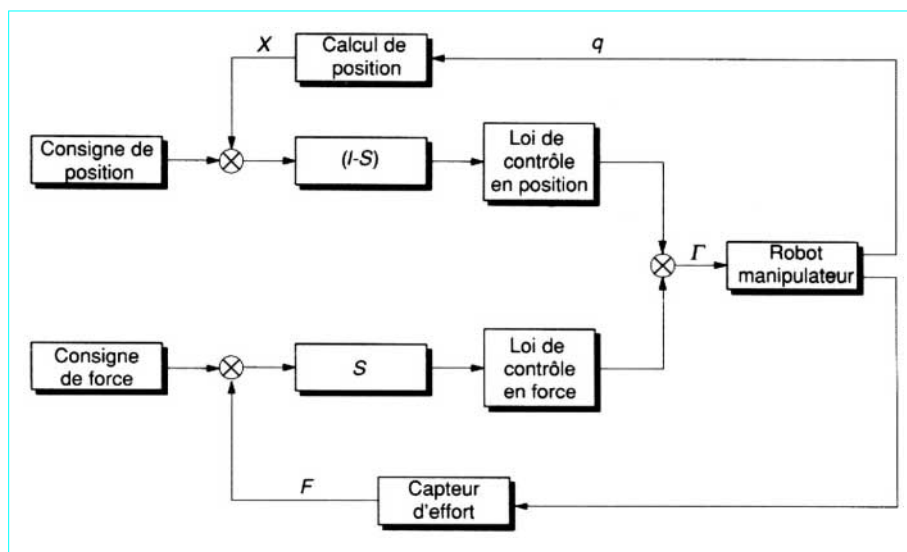 X
Calcul de
position
q
Consigne de
position
(I-S)
Loi de
contrôle
en position
Γ
Robot
manipulateur
Consigne
de force
S
Loi de
contrôle
en force
F
Capteur
d'effort